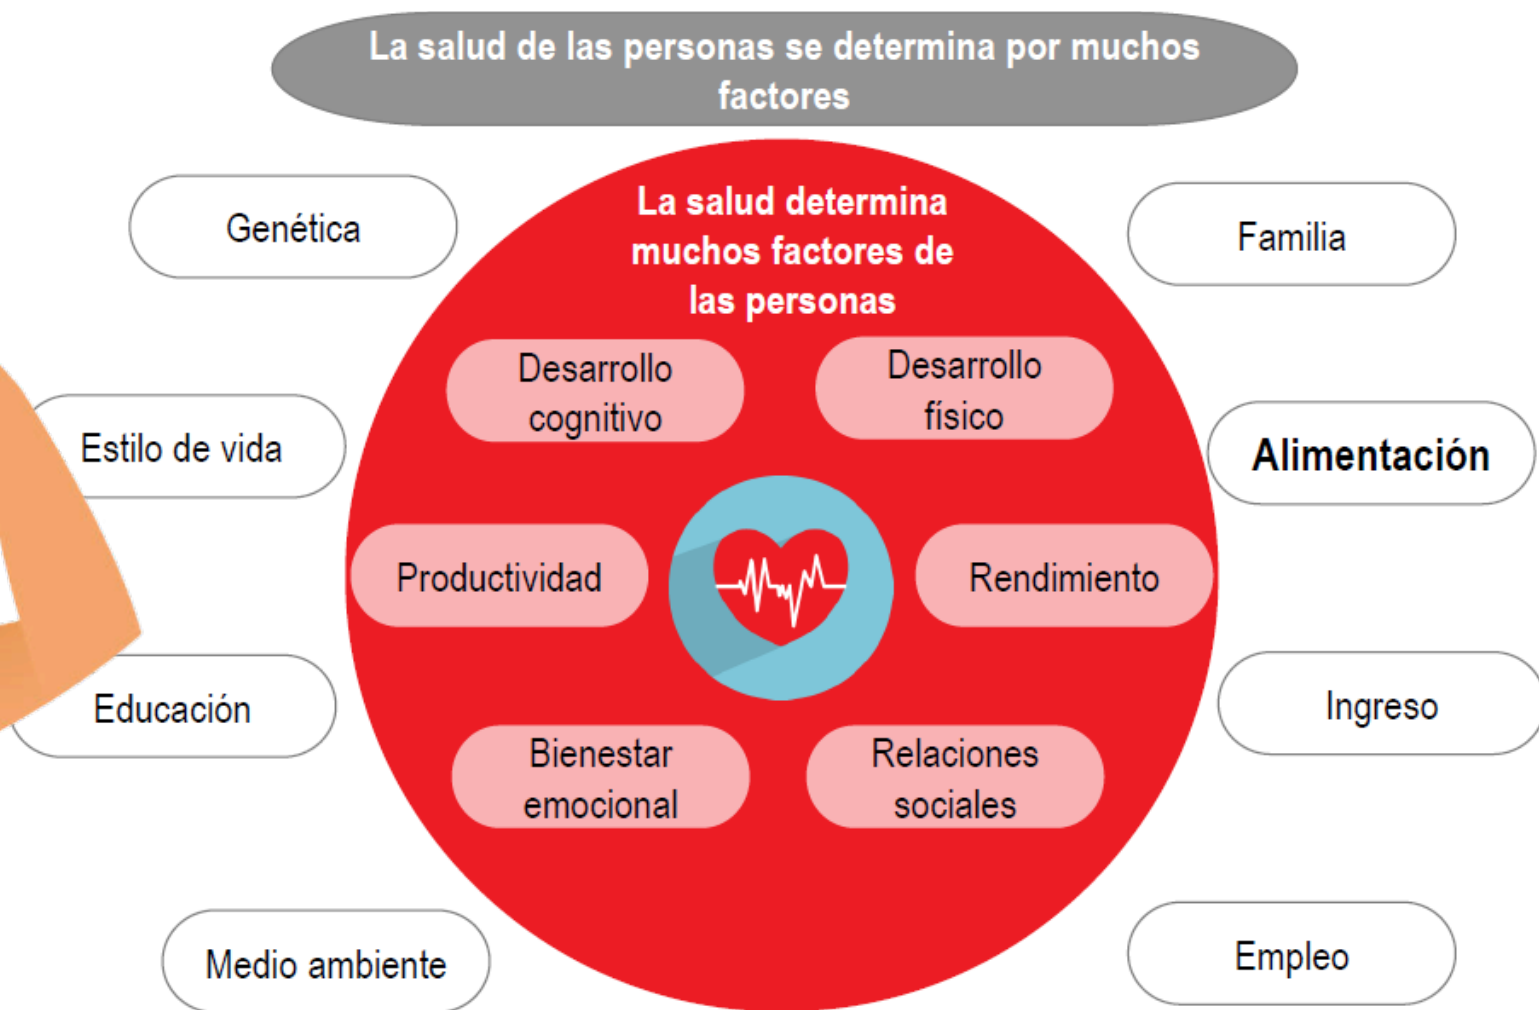 La salud de las personas se determina por muchos
factores
La salud determina
muchos factores de
las personas
Genética
Familia
Desarrollo
cognitivo
Desarrollo
físico
Estilo de vida
Alimentación
Productividad
Rendimiento
Educación
Ingreso
Bienestar
emocional
Relaciones
sociales
Medio ambiente
Empleo